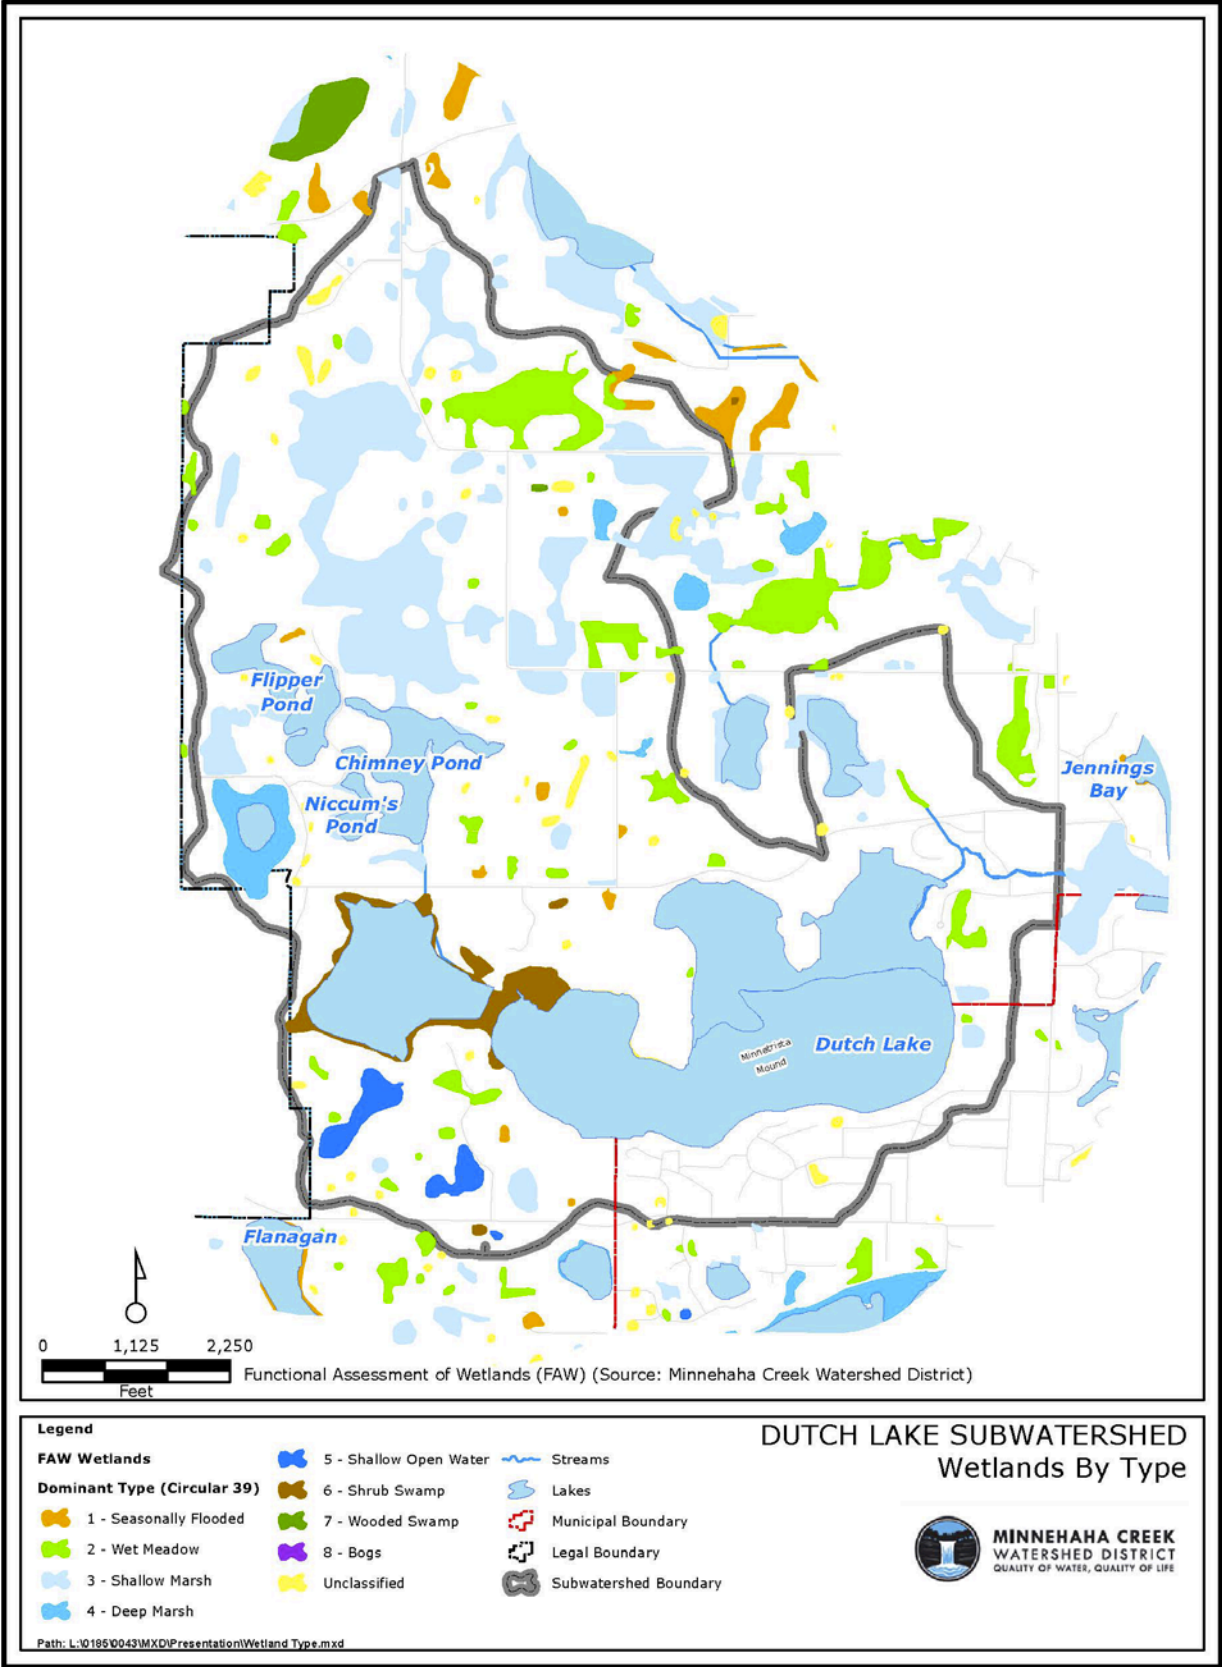 Flipper
Pond
Chimney Pond
Niccum's
Pond
Jennings
Bay
Minnetrista
Mound
Dutch Lake
Flanagan
0 1,125 2,250
Feet
Functional Assessment of Wetlands (FAW) (Source: Minnehaha Creek Watershed District)
Legend
FAW Wetlands
Dominant Type (Circular 39)
1 - Seasonally Flooded
2 - Wet Meadow
3 - Shallow Marsh
4 - Deep Marsh
5 - Shallow Open Water
6 - Shrub Swamp
7 - Wooded Swamp
8 - Bogs
Unclassified
Streams
Lakes
Municipal Boundary
Legal Boundary
Subwatershed Boundary
DUTCH LAKE SUBWATERSHED
Wetlands By Type
MINNEHAHA CREEK
WATERSHED DISTRICT
QUALITY OF WATER, QUALITY OF LIFE
Path: L:\0185\0043\MXD\Presentation\Wetland Type.mxd